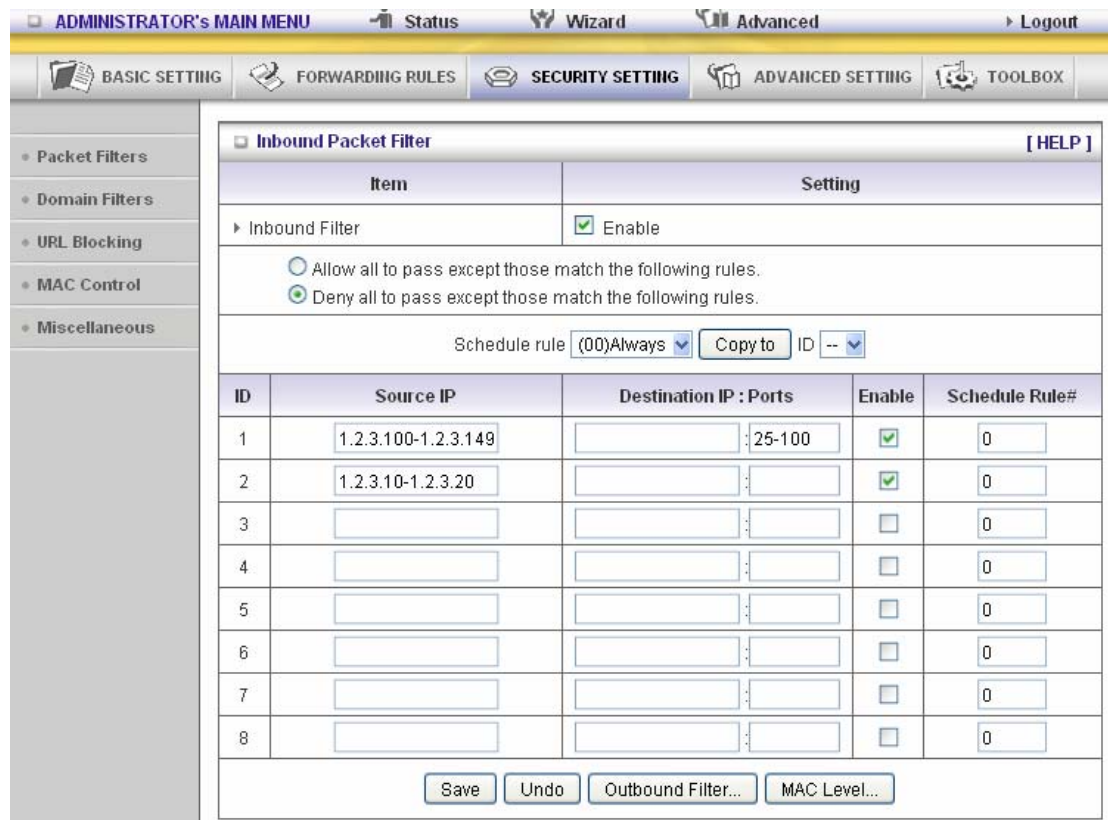 ADMINISTRATOR's MAIN MENU Status Wizard Advanced Logout
BASIC SETTING FORWARDING RULES SECURITY SETTING ADVANCED SETTING TOOLBOX
Packet Filters
Domain Filters
URL Blocking
MAC Control
Miscellaneous
Inbound Packet Filter [ HELP ]
Item Setting
Inbound Filter Enable
Allow all to pass except those match the following rules.
Deny all to pass except those match the following rules.
Schedule rule (00)Always Copy to ID --
ID Source IP Destination IP : Ports Enable Schedule Rule#
1 1.2.3.100-1.2.3.149 : 25-100 0
2 1.2.3.10-1.2.3.20 : 0
3 : 0
4 : 0
5 : 0
6 : 0
7 : 0
8 : 0
Save Undo Outbound Filter... MAC Level...